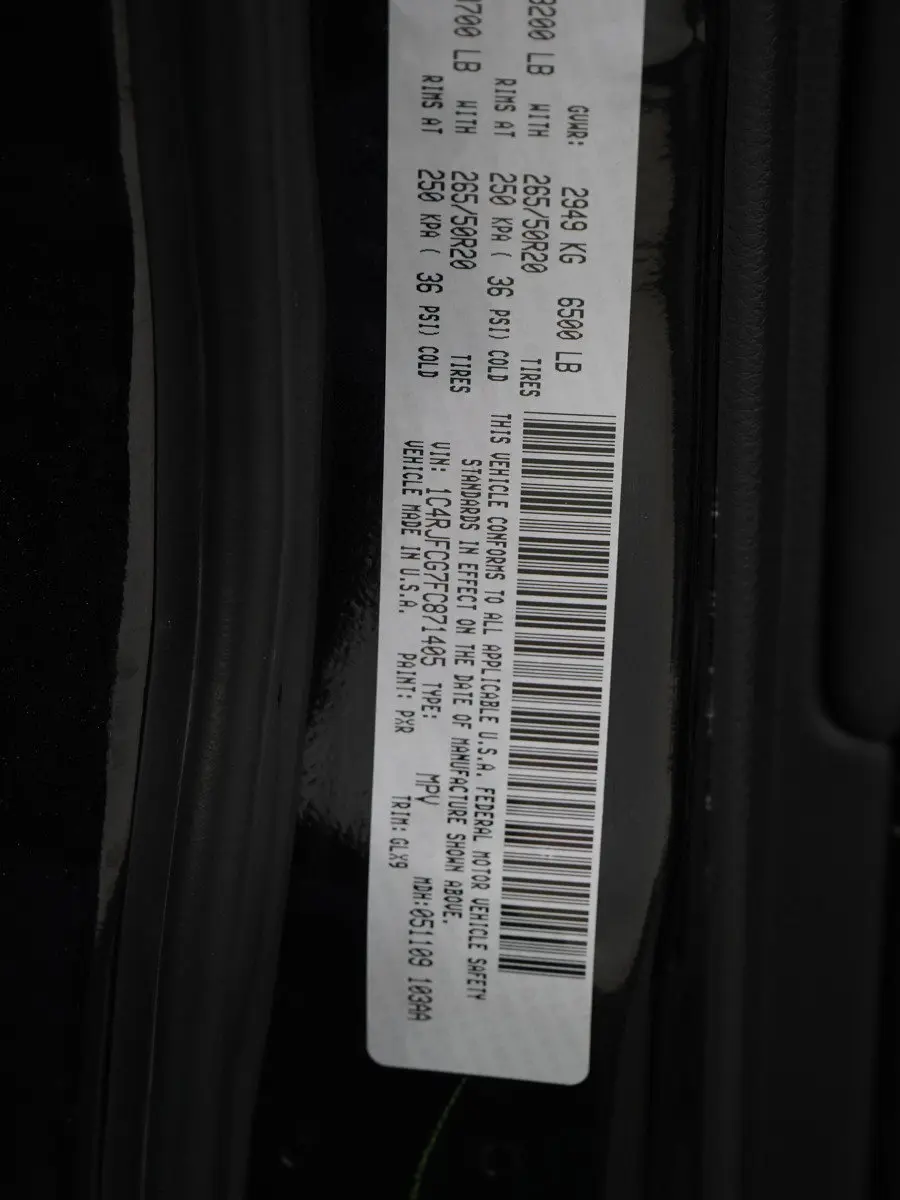 GVWR: 2949 KG 6500 LB
200 LB WITH 265/50R20 TIRES
RIMS AT 250 KPA ( 36 PSI) COLD
700 LB WITH 265/50R20 TIRES
RIMS AT 250 KPA ( 36 PSI) COLD
THIS VEHICLE CONFORMS TO ALL APPLICABLE U.S.A. FEDERAL MOTOR VEHICLE SAFETY
STANDARDS IN EFFECT ON THE DATE OF MANUFACTURE SHOWN ABOVE.
VIN: 1C4RJFCG7FC871405 TYPE: MPV MDH:051109 103AA
VEHICLE MADE IN U.S.A. PAINT: PXR TRIM:GLX9